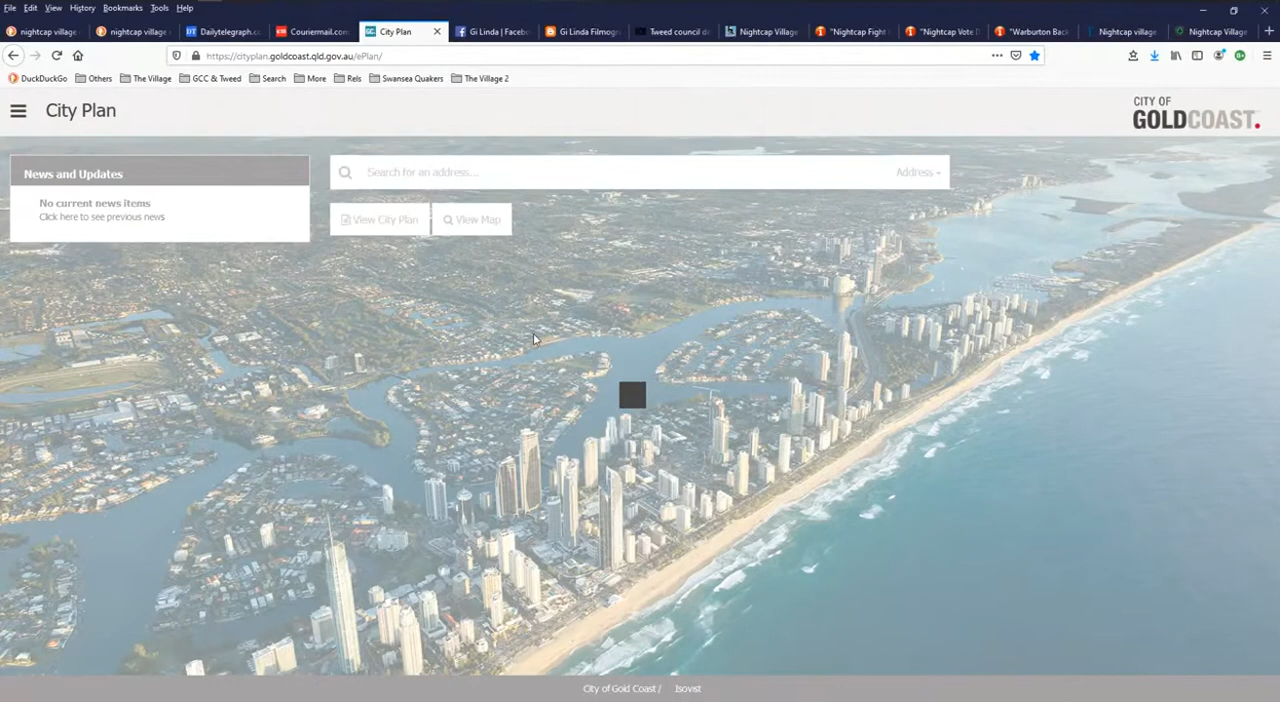 File Edit View History Bookmarks Tools Help
nightcap village nightcap village Dailytelegraph.co Couriermail.com City Plan Gi Linda | Facebo Gi Linda Filmogr Tweed council de Nightcap Village "Nightcap Fight "Nightcap Vote "Warburton Back Nightcap village Nightcap Village
https://cityplan.goldcoast.qld.gov.au/ePlan/
DuckDuckGo Others The Village GCC & Tweed Search More Rels Swansea Quakers The Village 2
City Plan
CITY OF
GOLDCOAST.
News and Updates
Search for an address... Address
No current news items
Click here to see previous news
View City Plan View Map
City of Gold Coast / Isovist